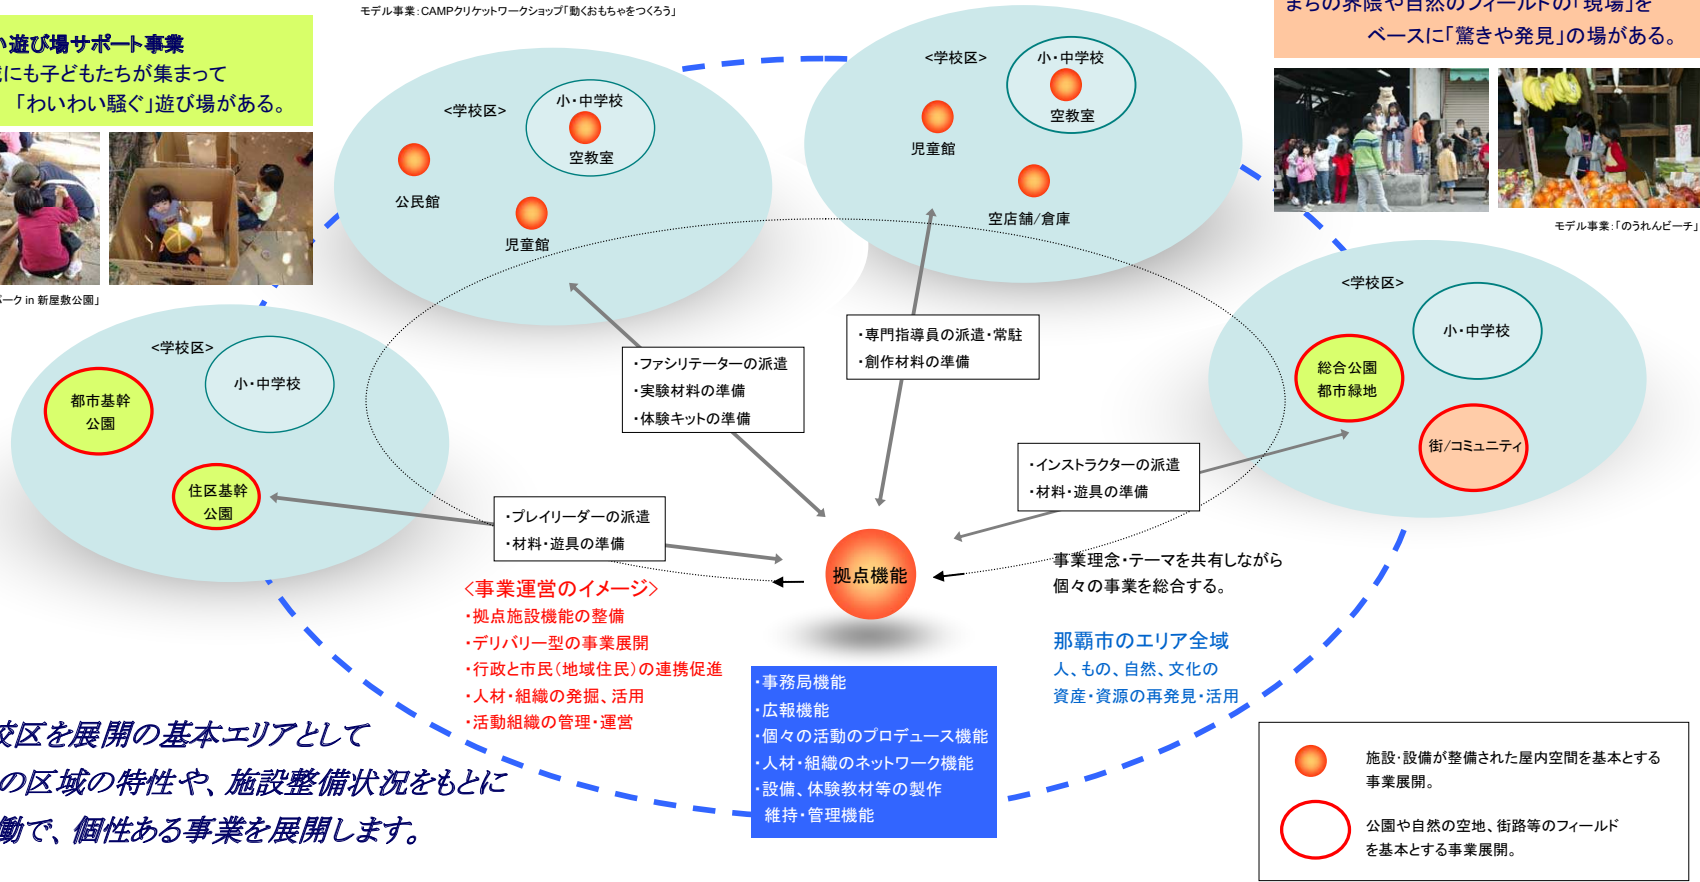 モデル事業:CAMPクリケットワークショップ「動くおもちゃをつくろう」
い遊び場サポート事業
にも子どもたちが集まって
「わいわい騒ぐ」遊び場がある。
パーク in 新屋敷公園」
まちの界隈や自然のフィールドの「現場」を
ベースに「驚きや発見」の場がある。
モデル事業:「のうれんビーチ」
<学校区>
小・中学校
空教室
公民館
児童館
<学校区>
小・中学校
空教室
児童館
空店舗/倉庫
<学校区>
小・中学校
都市基幹
公園
住区基幹
公園
<学校区>
小・中学校
総合公園
都市緑地
街/コミュニティ
・ファシリテーターの派遣
・実験材料の準備
・体験キットの準備
・専門指導員の派遣・常駐
・創作材料の準備
・プレイリーダーの派遣
・材料・遊具の準備
・インストラクターの派遣
・材料・遊具の準備
拠点機能
事業理念・テーマを共有しながら
個々の事業を総合する。
<事業運営のイメージ>
・拠点施設機能の整備
・デリバリー型の事業展開
・行政と市民(地域住民)の連携促進
・人材・組織の発掘、活用
・活動組織の管理・運営
那覇市のエリア全域
人、もの、自然、文化の
資産・資源の再発見・活用
・事務局機能
・広報機能
・個々の活動のプロデュース機能
・人材・組織のネットワーク機能
・設備、体験教材等の製作
維持・管理機能
校区を展開の基本エリアとして
の区域の特性や、施設整備状況をもとに
働で、個性ある事業を展開します。
施設・設備が整備された屋内空間を基本とする
事業展開。
公園や自然の空地、街路等のフィールド
を基本とする事業展開。